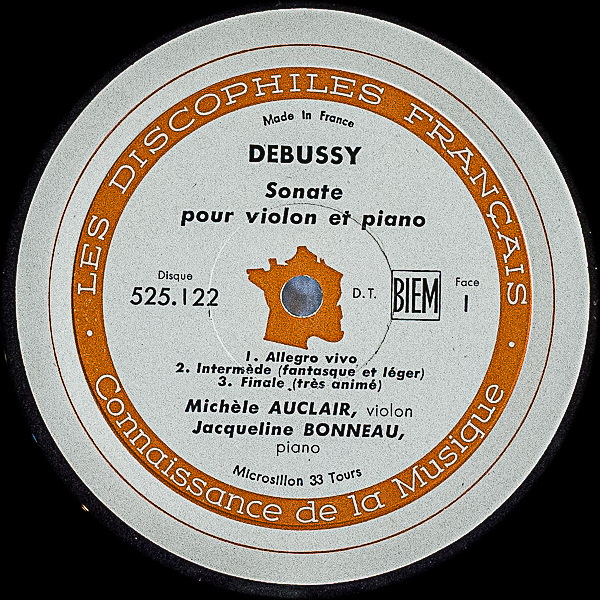 LES DISCOPHILES FRANÇAIS
Made In France
DEBUSSY
Sonate
pour violon et piano
Disque
525.122
D.T.
BIEM
Face
1
1. Allegro vivo
2. Intermède (fantasque et léger)
3. Finale (très animé)
Michèle AUCLAIR, violon
Jacqueline BONNEAU,
piano
Microsillon 33 Tours
Connaissance de la Musique